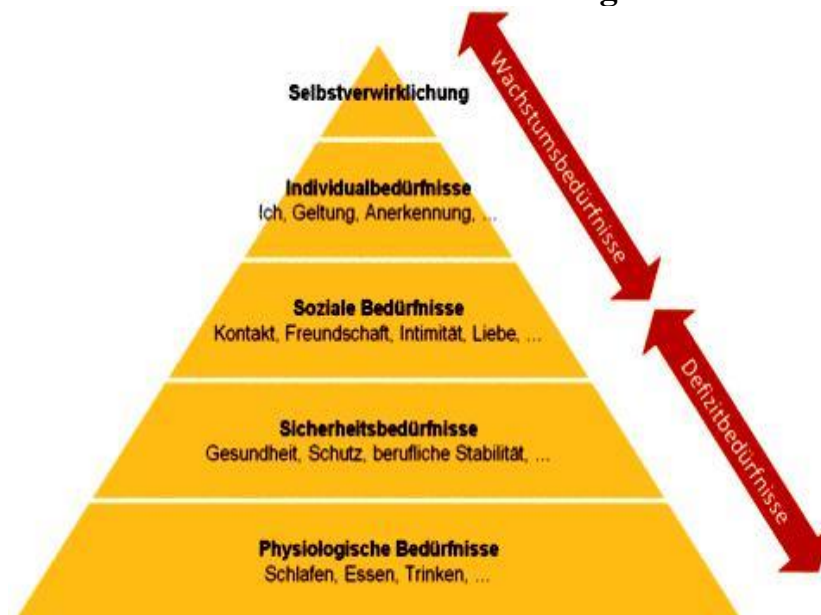 Selbstverwirklichung
Individualbedürfnisse
Ich, Geltung, Anerkennung, ...
Soziale Bedürfnisse
Kontakt, Freundschaft, Intimität, Liebe, ...
Sicherheitsbedürfnisse
Gesundheit, Schutz, berufliche Stabilität, ...
Physiologische Bedürfnisse
Schlafen, Essen, Trinken, ...
Wachstumsbedürfnisse
Defizitbedürfnisse